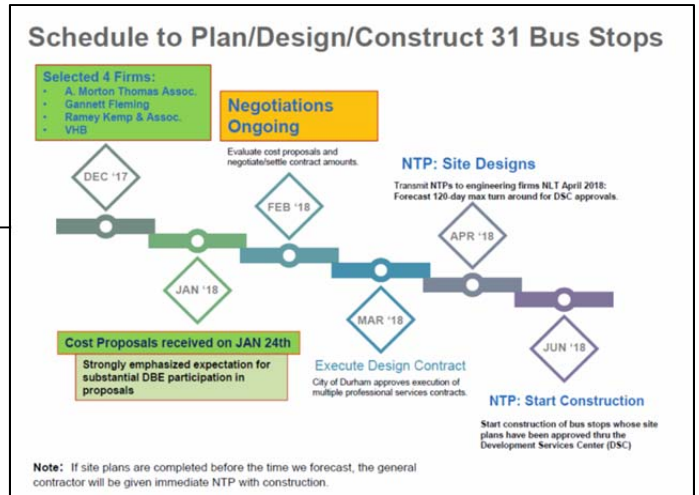 Schedule to Plan/Design/Construct 31 Bus Stops
Selected 4 Firms:
• A. Morton Thomas Assoc.
• Gannett Fleming
• Ramey Kemp & Assoc.
• VHB
DEC '17
JAN '18
Cost Proposals received on JAN 24th
Strongly emphasized expectation for
substantial DBE participation in
proposals
Negotiations
Ongoing
Evaluate cost proposals and
negotiate/settle contract amounts.
FEB '18
MAR '18
Execute Design Contract
City of Durham approves execution of
multiple professional services contracts.
NTP: Site Designs
Transmit NTPs to engineering firms NLT April 2018:
Forecast 120-day max turn around for DSC approvals.
APR '18
JUN '18
NTP: Start Construction
Start construction of bus stops whose site
plans have been approved thru the
Development Services Center (DSC)
Note: If site plans are completed before the time we forecast, the general
contractor will be given immediate NTP with construction.